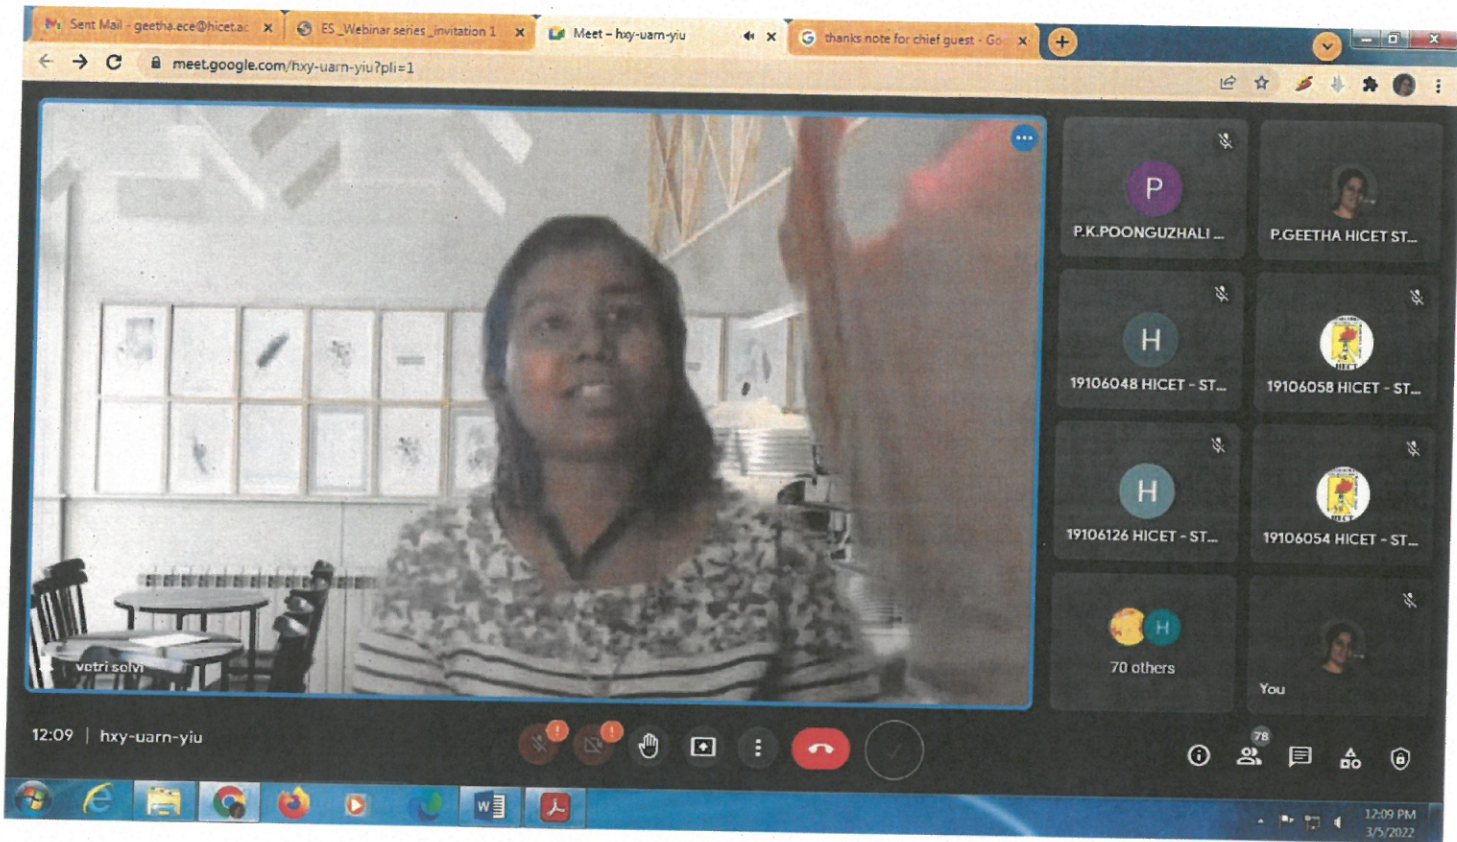 Sent Mail - geetha.ece@hicet.ac
ES_Webinar series_invitation 1
Meet – hxy-uarn-yiu
thanks note for chief guest - Go
meet.google.com/hxy-uarn-yiu?pli=1
P
P.K.POONGUZHALI ...
P.GEETHA HICET ST...
H
19106048 HICET - ST...
19106058 HICET - ST...
H
19106126 HICET - ST...
19106054 HICET - ST...
H
70 others
You
vetri selvi
12:09 | hxy-uarn-yiu
78
12:09 PM
3/5/2022